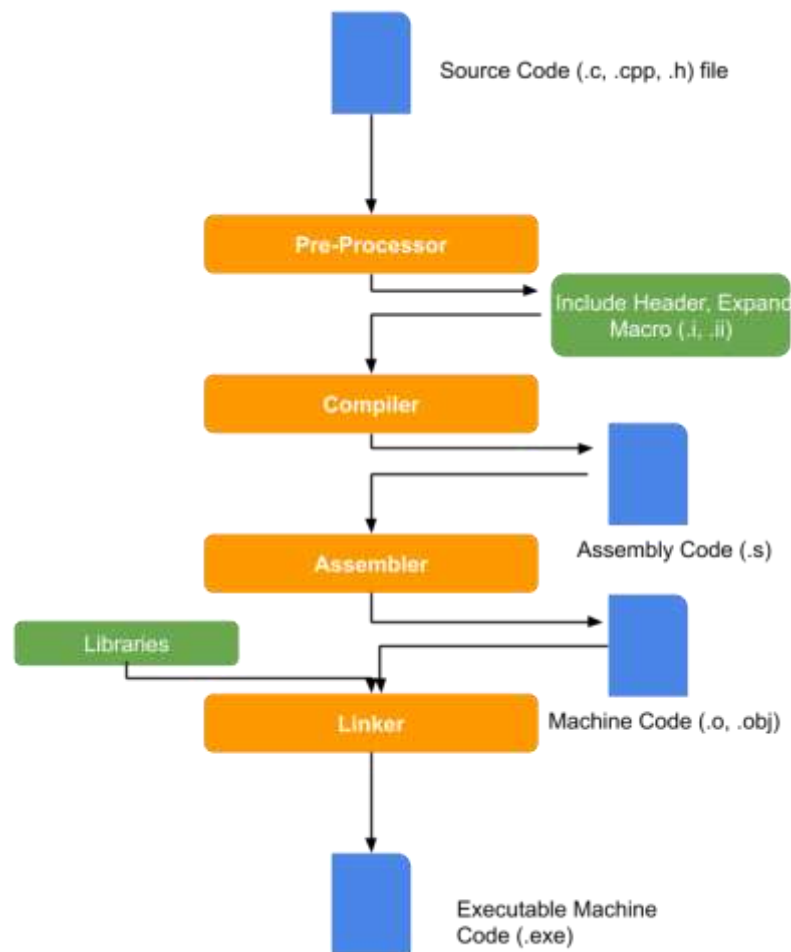 Source Code (.c, .cpp, .h) file
Pre-Processor
Include Header, Expand
Macro (.i, .ii)
Compiler
Assembly Code (.s)
Assembler
Libraries
Machine Code (.o, .obj)
Linker
Executable Machine
Code (.exe)